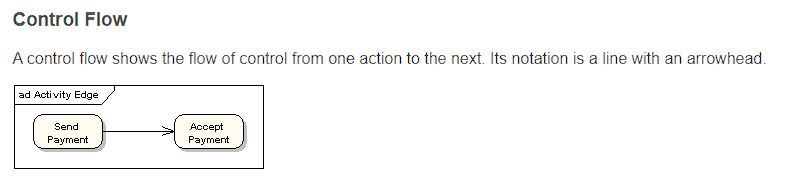 Control Flow
A control flow shows the flow of control from one action to the next. Its notation is a line with an arrowhead.
ad Activity Edge
Send
Payment
Accept
Payment